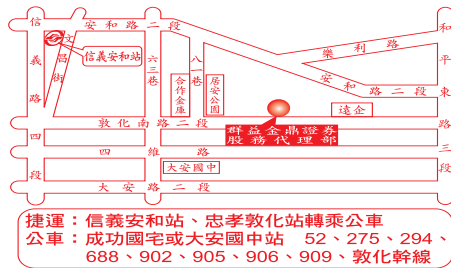 信義路四段
文昌街
信義安和站
安和路二段
六三巷
八一巷
合作金庫
居安公園
樂利路
安和路二段
遠企
和平東路三段
敦化南路二段
群益金鼎證券
股務代理部
四維路
大安國中
大安路二段
捷運：信義安和站、忠孝敦化站轉乘公車
公車：成功國宅或大安國中站 52、275、294、
688、902、905、906、909、敦化幹線